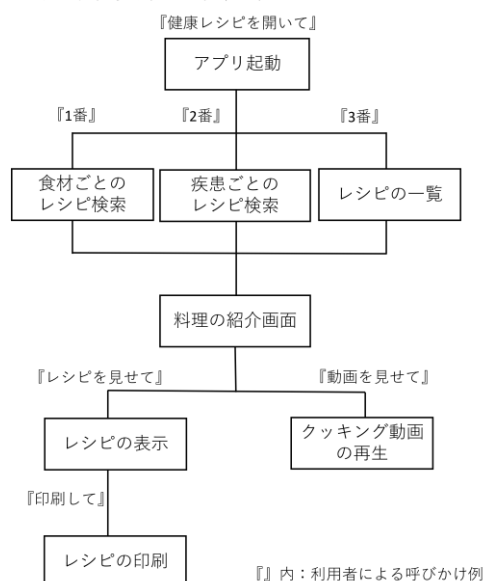 『健康レシピを開いて』
アプリ起動
『1番』
『2番』
『3番』
食材ごとの
レシピ検索
疾患ごとの
レシピ検索
レシピの一覧
料理の紹介画面
『レシピを見せて』
『動画を見せて』
レシピの表示
クッキング動画
の再生
『印刷して』
レシピの印刷
『』内：利用者による呼びかけ例